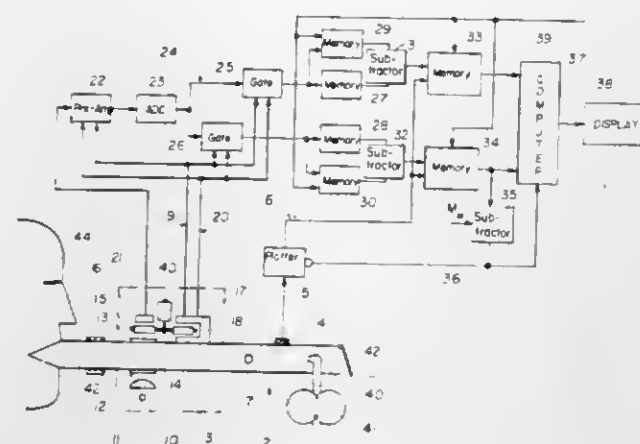 29
3
33
39
24
Memory
37
22
23
25
Sub-
tractor
Memory
38
Pre-Amp
ADC
Gate
Memory
27
COMPUTER
DISPLAY
26
Gate
28
Memory
32
34
Sub-
tractor
Memory
Memory
30
35
M
Sub-
tractor
9
20
6
44
21
40
Plotter
36
6
15
17
5
13
18
4
42
42
14
7
40
12
11
10
3
2
4